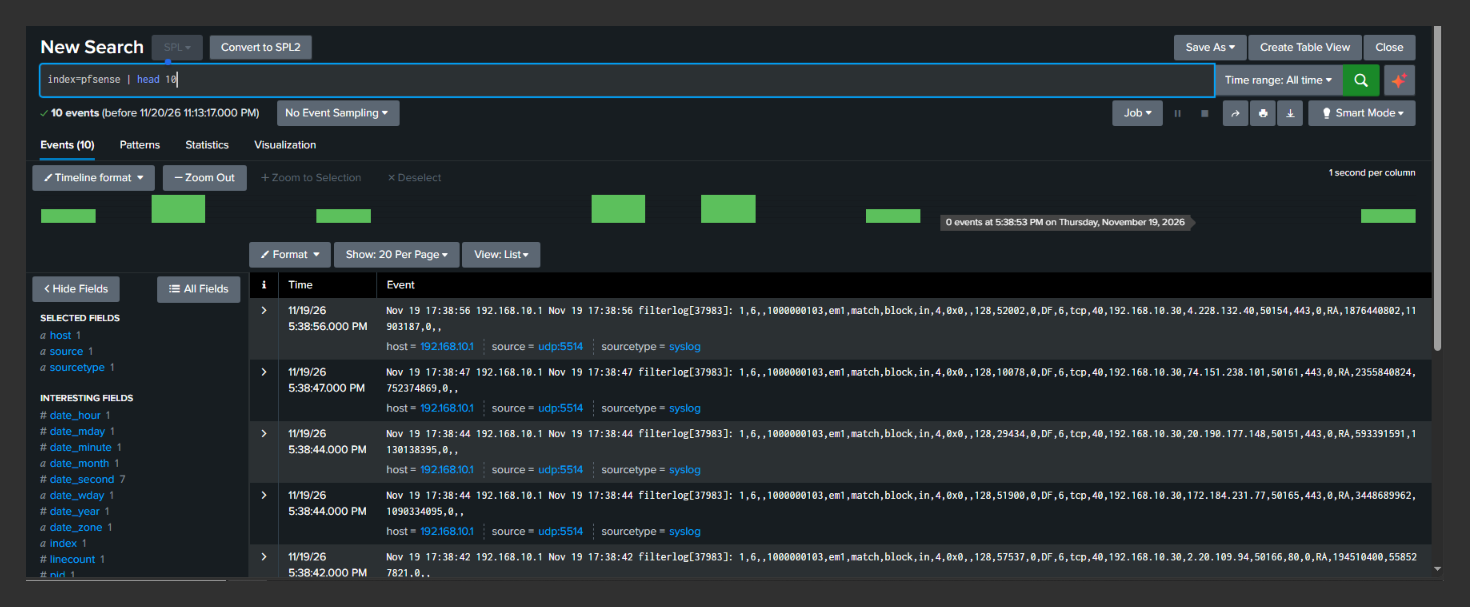 New Search SPL Convert to SPL2 Save As Create Table View Close
index=pfsense | head 10 Time range: All time
10 events (before 11/20/26 11:13:17.000 PM) No Event Sampling Job Smart Mode
Events (10) Patterns Statistics Visualization
Timeline format — Zoom Out + Zoom to Selection × Deselect 1 second per column
0 events at 5:38:53 PM on Thursday, November 19, 2026
Format Show: 20 Per Page View: List
< Hide Fields All Fields i Time Event
SELECTED FIELDS
a host 1
a source 1
a sourcetype 1
INTERESTING FIELDS
# date_hour 1
# date_mday 1
# date_minute 1
a date_month 1
# date_second 7
a date_wday 1
# date_year 1
a date_zone 1
a index 1
# linecount 1
# pid 1
> 11/19/26
5:38:56.000 PM
Nov 19 17:38:56 192.168.10.1 Nov 19 17:38:56 filterlog[37983]: 1,6,,1000000103,em1,match,block,in,4,0x0,,128,52002,0,DF,6,tcp,40,192.168.10.30,4.228.132.40,50154,443,0,RA,1876440802,11
903187,0,,
host = 192.168.10.1 source = udp:5514 sourcetype = syslog
> 11/19/26
5:38:47.000 PM
Nov 19 17:38:47 192.168.10.1 Nov 19 17:38:47 filterlog[37983]: 1,6,,1000000103,em1,match,block,in,4,0x0,,128,10078,0,DF,6,tcp,40,192.168.10.30,74.151.238.101,50161,443,0,RA,2355840824,
752374869,0,,
host = 192.168.10.1 source = udp:5514 sourcetype = syslog
> 11/19/26
5:38:44.000 PM
Nov 19 17:38:44 192.168.10.1 Nov 19 17:38:44 filterlog[37983]: 1,6,,1000000103,em1,match,block,in,4,0x0,,128,29434,0,DF,6,tcp,40,192.168.10.30,20.190.177.148,50151,443,0,RA,593391591,1
130138395,0,,
host = 192.168.10.1 source = udp:5514 sourcetype = syslog
> 11/19/26
5:38:44.000 PM
Nov 19 17:38:44 192.168.10.1 Nov 19 17:38:44 filterlog[37983]: 1,6,,1000000103,em1,match,block,in,4,0x0,,128,51900,0,DF,6,tcp,40,192.168.10.30,172.184.231.77,50165,443,0,RA,3448689962,
1090334095,0,,
host = 192.168.10.1 source = udp:5514 sourcetype = syslog
> 11/19/26
5:38:42.000 PM
Nov 19 17:38:42 192.168.10.1 Nov 19 17:38:42 filterlog[37983]: 1,6,,1000000103,em1,match,block,in,4,0x0,,128,57537,0,DF,6,tcp,40,192.168.10.30,2.20.109.94,50166,80,0,RA,194510400,55852
7821,0,,